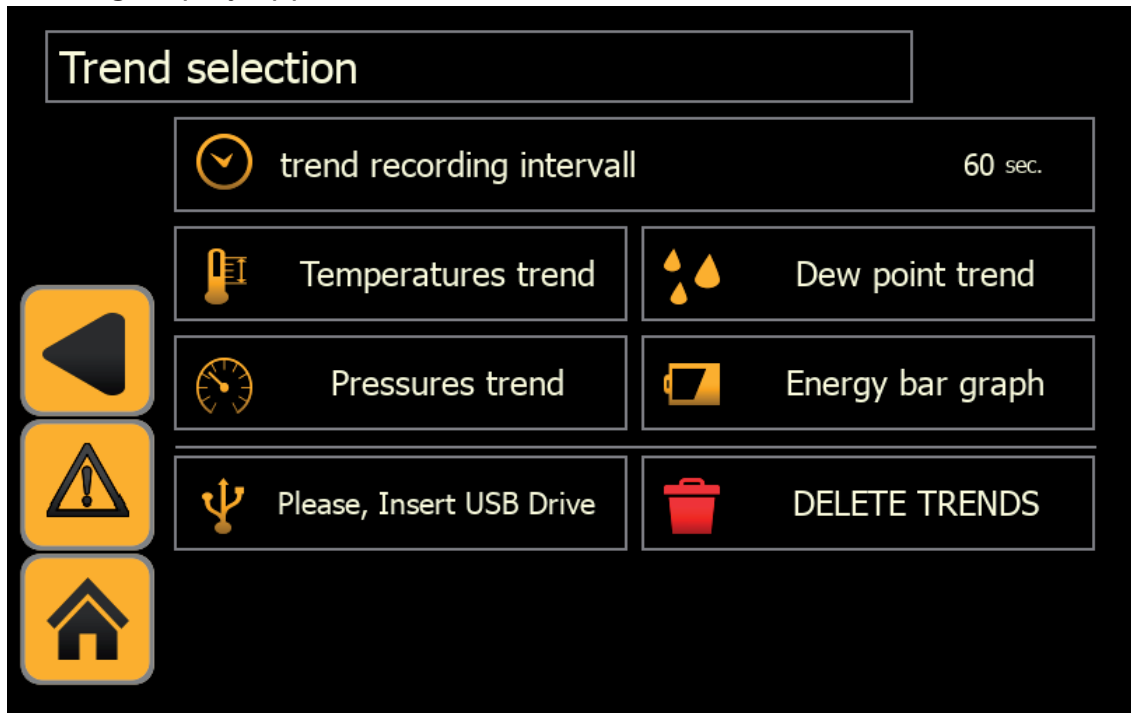 Trend selection
trend recording intervall 60 sec.
Temperatures trend
Dew point trend
Pressures trend
Energy bar graph
Please, Insert USB Drive
DELETE TRENDS